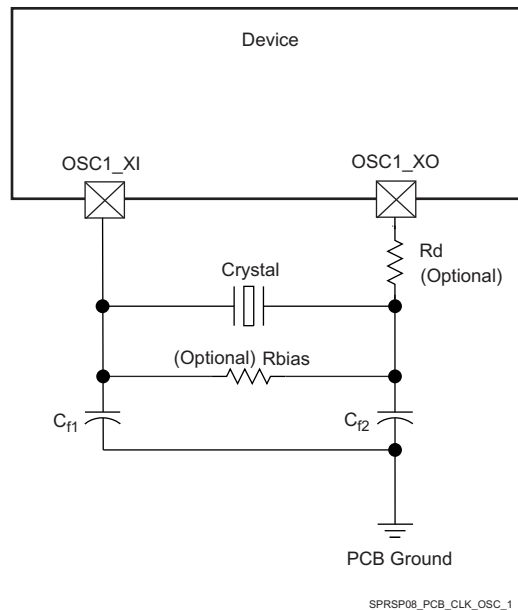 Device
OSC1_XI
OSC1_XO
Rd
(Optional)
Crystal
(Optional) Rbias
Cf1
Cf2
PCB Ground
SPRSP08_PCB_CLK_OSC_1